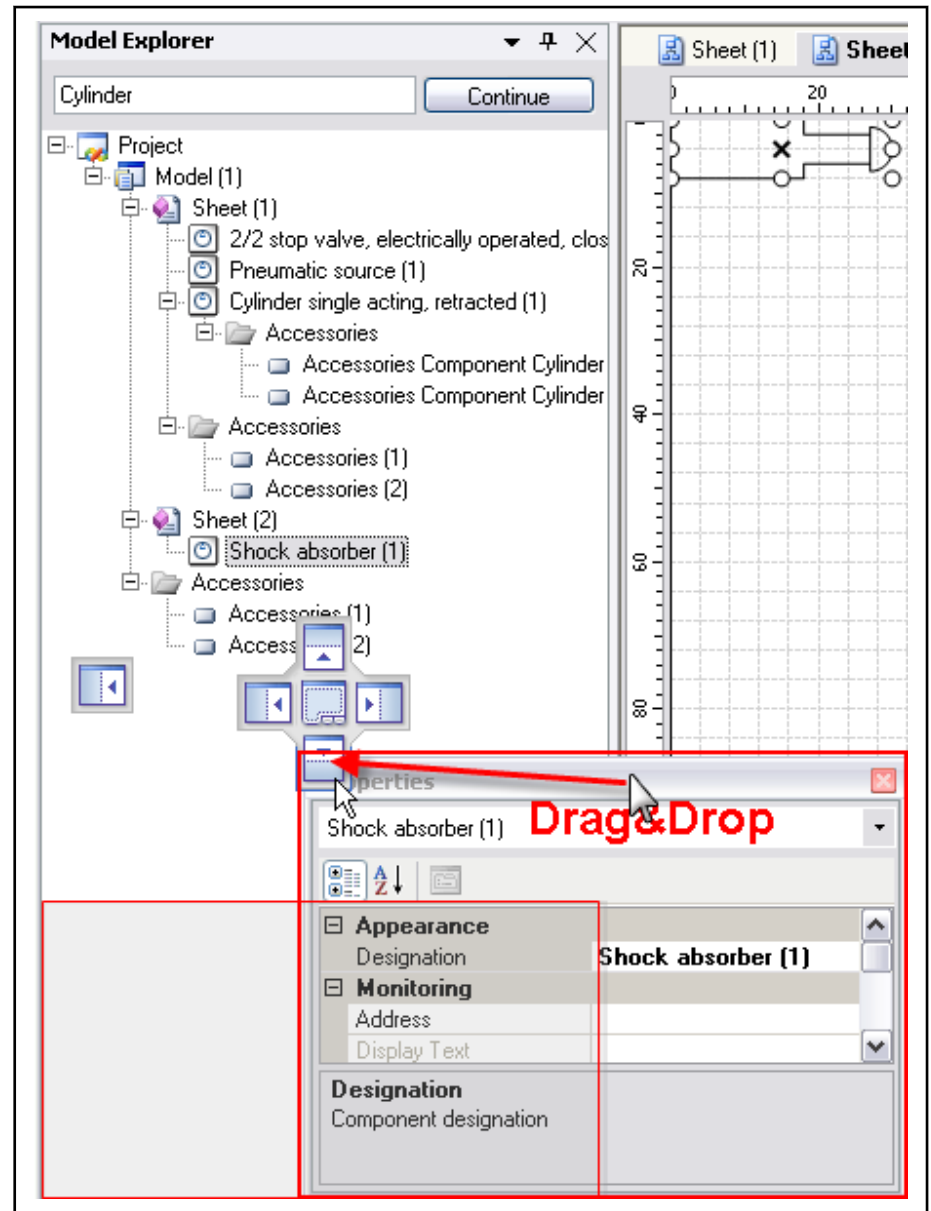 Model Explorer
Sheet (1)
Sheet
Cylinder
Continue
20
Project
Model (1)
Sheet (1)
2/2 stop valve, electrically operated, clos
Pneumatic source (1)
20
Cylinder single acting, retracted (1)
Accessories
Accessories Component Cylinder
Accessories Component Cylinder
40
Accessories
Accessories (1)
Accessories (2)
Sheet (2)
Shock absorber (1)
60
Accessories
Accessories (1)
Access 2)
80
perties
Shock absorber (1)
Drag&Drop
A
Z
Appearance
Designation
Shock absorber (1)
Monitoring
Address
Display Text
Designation
Component designation